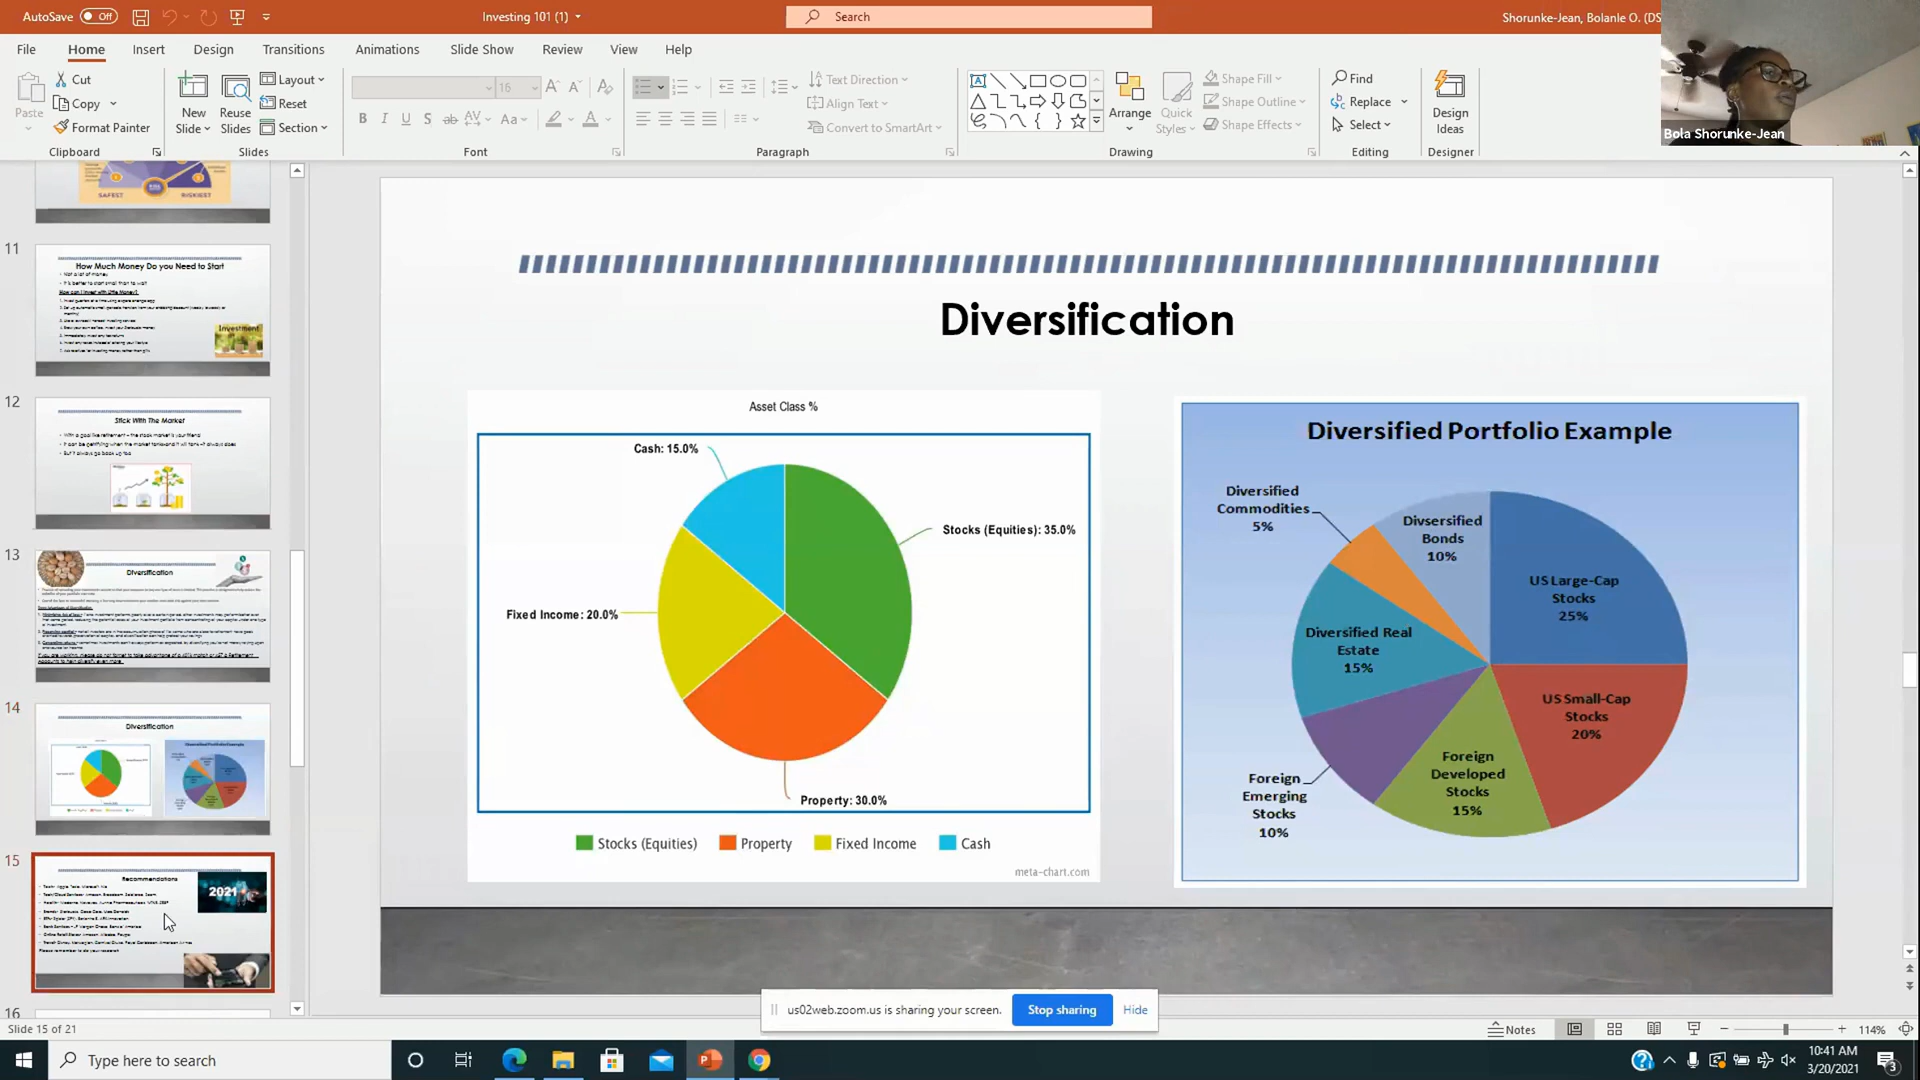 AutoSave Off
Investing 101 (1)
Search
Shorunke-Jean, Bolanle O. (DS
File Home Insert Design Transitions Animations Slide Show Review View Help
Paste
Cut
Copy
Format Painter
Clipboard
New Slide
Reuse Slides
Layout
Reset
Section
Slides
16
Font
Text Direction
Align Text
Convert to SmartArt
Paragraph
Arrange
Quick Styles
Shape Fill
Shape Outline
Shape Effects
Drawing
Find
Replace
Select
Editing
Design Ideas
Designer
Bola Shorunke-Jean
SAFEST RISKIEST
11
How Much Money Do you Need to Start
Investment
12
Stick With The Market
13
Diversification
14
Diversification
15
Recommendations
2021
16
Diversification
Asset Class %
Cash: 15.0%
Stocks (Equities): 35.0%
Fixed Income: 20.0%
Property: 30.0%
Stocks (Equities) Property Fixed Income Cash
meta-chart.com
Diversified Portfolio Example
Diversified
Commodities
5%
Divsersified
Bonds
10%
US Large-Cap
Stocks
25%
Diversified Real
Estate
15%
US Small-Cap
Stocks
20%
Foreign
Developed
Stocks
15%
Foreign
Emerging
Stocks
10%
us02web.zoom.us is sharing your screen. Stop sharing Hide
Slide 15 of 21
Notes
114%
Type here to search
10:41 AM
3/20/2021
3